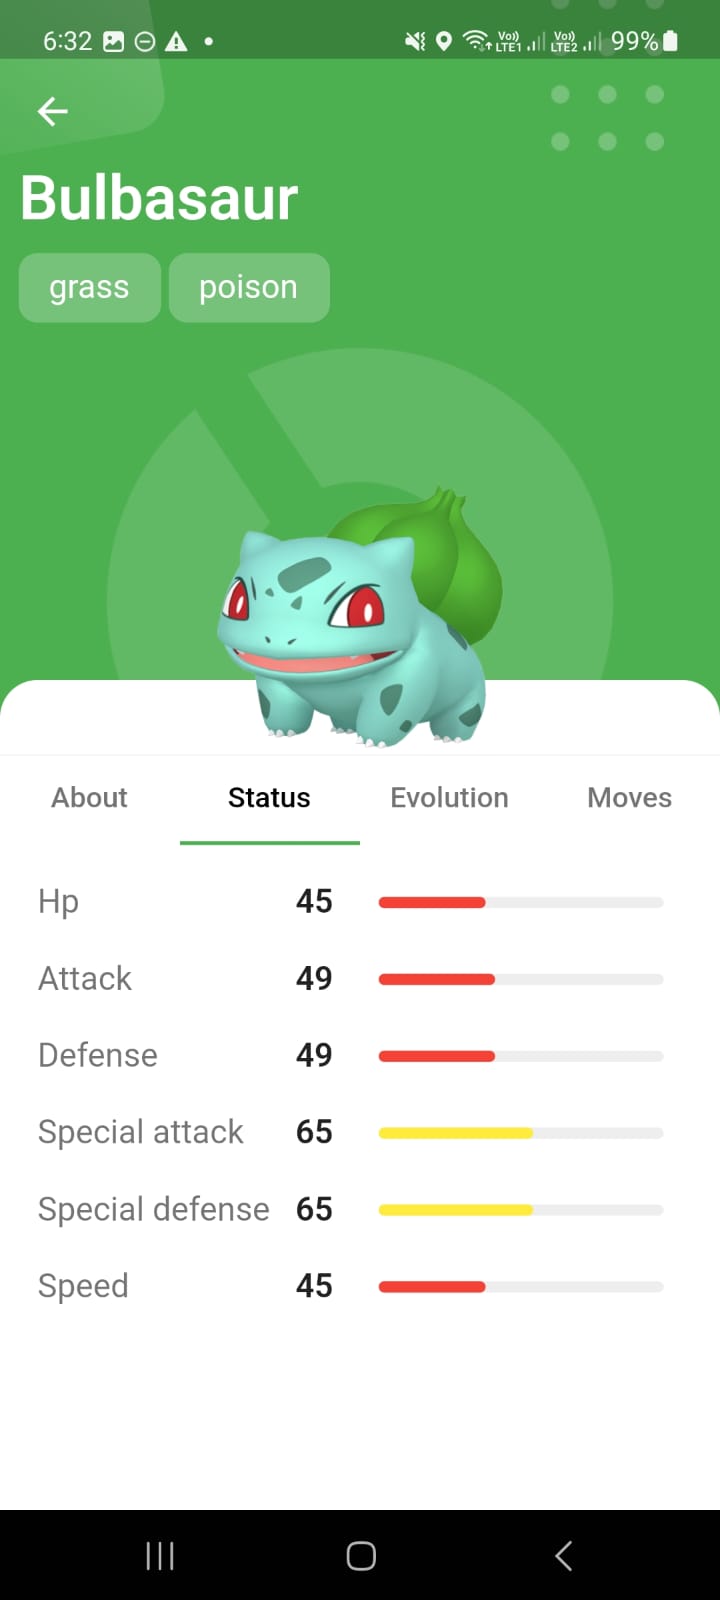 6:32 Vo)) LTE1 Vo)) LTE2 99%
Bulbasaur
grass poison
About Status Evolution Moves
Hp 45
Attack 49
Defense 49
Special attack 65
Special defense 65
Speed 45